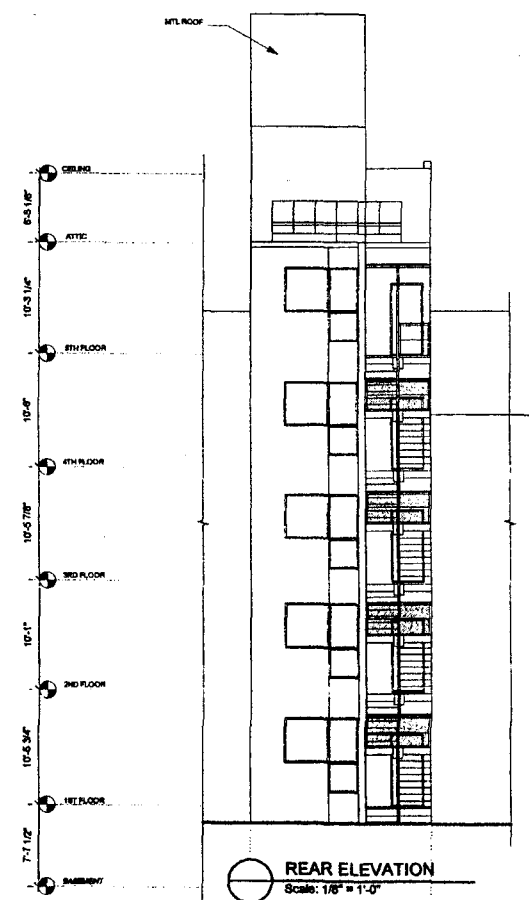 MTL ROOF
CEILING
6'-5 1/8"
ATTIC
10'-3 1/4"
5TH FLOOR
10'-6"
4TH FLOOR
10'-5 7/8"
3RD FLOOR
10'-1"
2ND FLOOR
10'-5 3/4"
1ST FLOOR
7'-7 1/2"
BASEMENT
REAR ELEVATION
Scale: 1/8" = 1'-0"